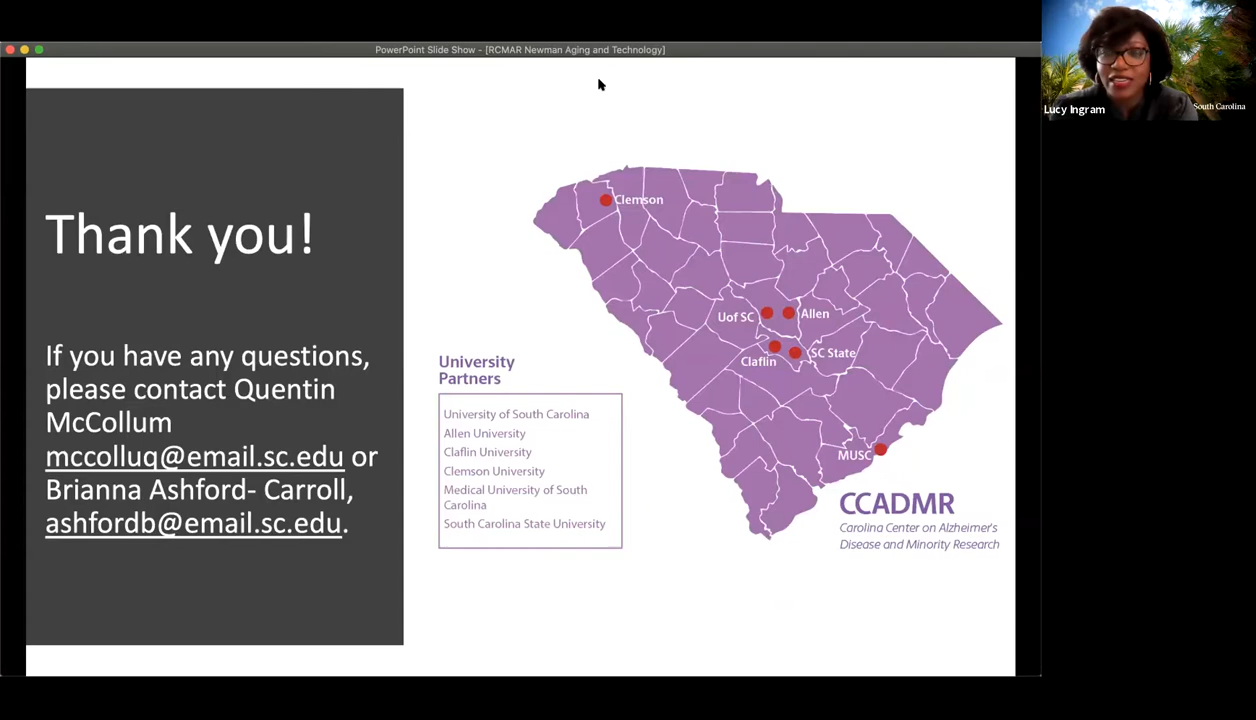 PowerPoint Slide Show - [RCMAR Newman Aging and Technology]
Lucy Ingram
South Carolina
Thank you!
If you have any questions,
please contact Quentin
McCollum
mccolluq@email.sc.edu or
Brianna Ashford- Carroll,
ashfordb@email.sc.edu.
Clemson
Uof SC
Allen
Claflin
SC State
MUSC
University
Partners
University of South Carolina
Allen University
Claflin University
Clemson University
Medical University of South
Carolina
South Carolina State University
CCADMR
Carolina Center on Alzheimer's
Disease and Minority Research